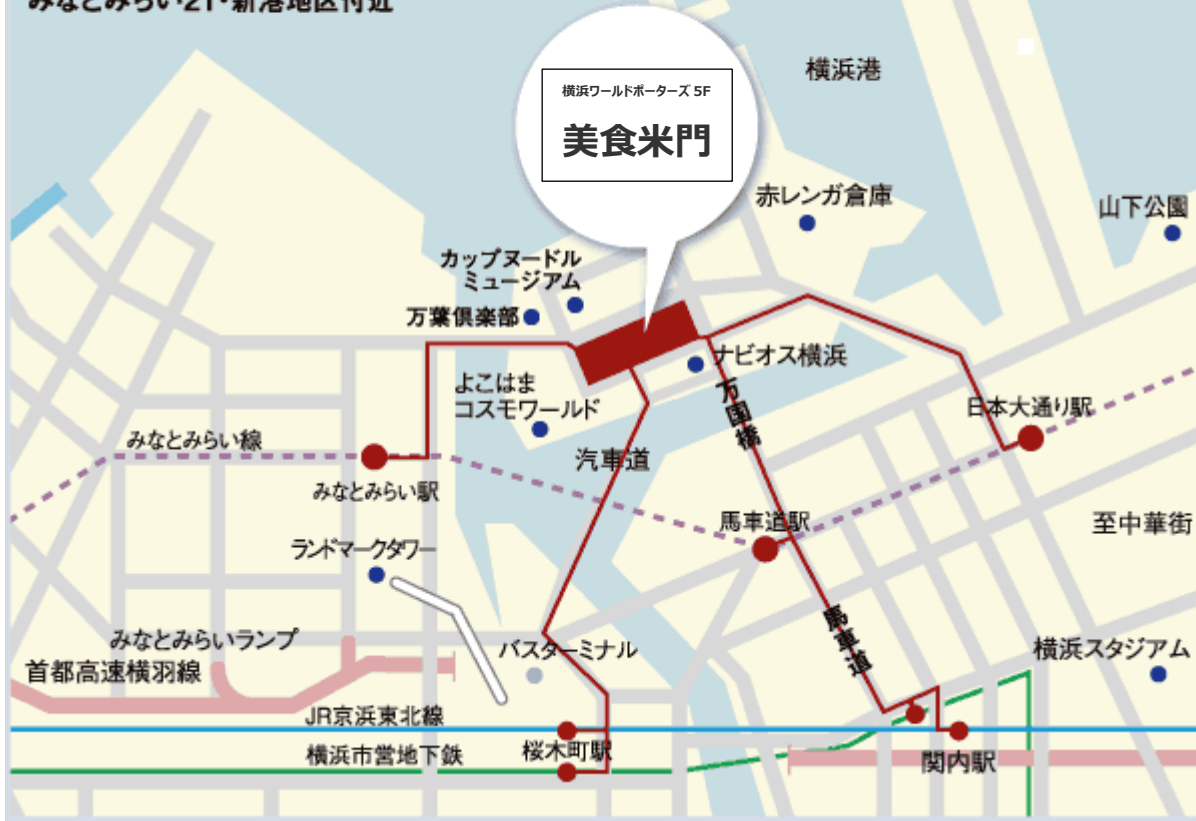 みなとみらい21・新港地区付近
横浜ワールドポーターズ 5F
美食米門
横浜港
赤レンガ倉庫
山下公園
カップヌードル
ミュージアム
万葉倶楽部
ナビオス横浜
よこはま
コスモワールド
万国橋
日本大通り駅
みなとみらい線
汽車道
みなとみらい駅
馬車道駅
至中華街
ランドマークタワー
馬車道
みなとみらいランプ
バスターミナル
横浜スタジアム
首都高速横羽線
JR京浜東北線
横浜市営地下鉄
桜木町駅
関内駅